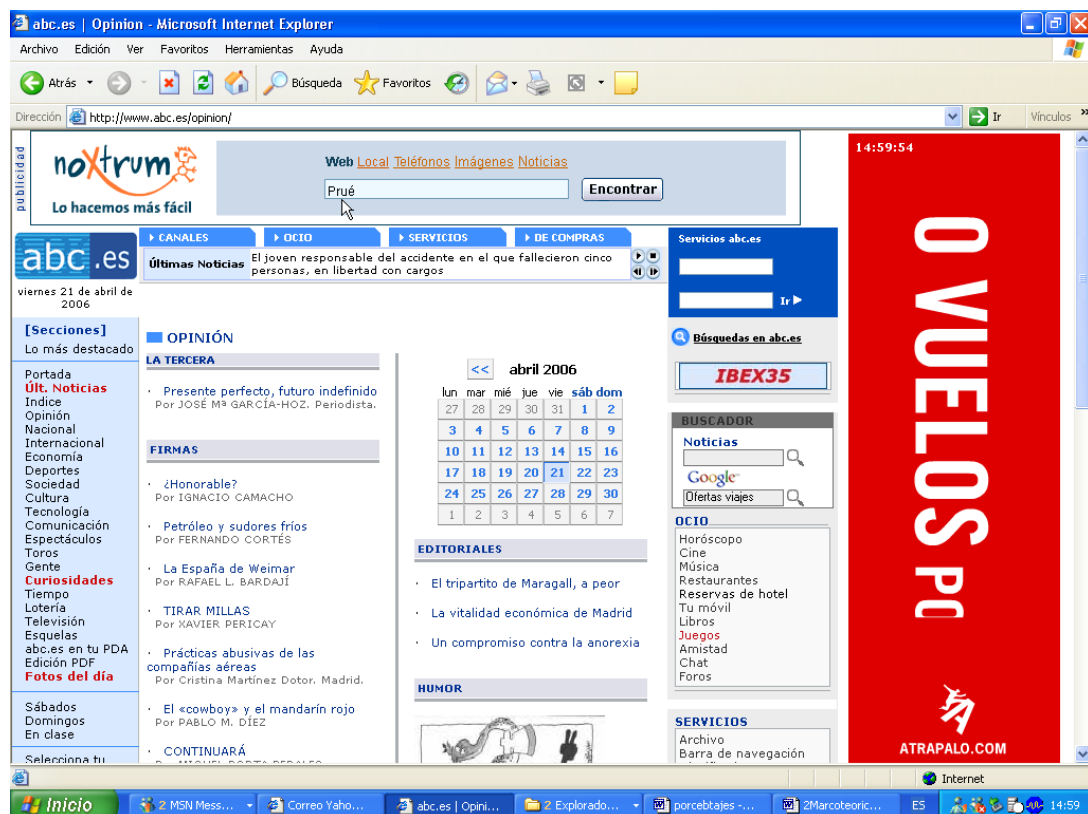 abc.es | Opinion - Microsoft Internet Explorer
Archivo Edición Ver Favoritos Herramientas Ayuda
Atrás Búsqueda Favoritos
Dirección http://www.abc.es/opinion/ Ir Vínculos »
publicidad
noxtrum
Lo hacemos más fácil
Web Local Teléfonos Imágenes Noticias
Prué Encontrar
14:59:54
abc.es
viernes 21 de abril de
2006
CANALES OCIO SERVICIOS DE COMPRAS
Últimas Noticias El joven responsable del accidente en el que fallecieron cinco
personas, en libertad con cargos
Servicios abc.es
Ir
Búsquedas en abc.es
IBEX35
[Secciones]
Lo más destacado
Portada
Últ. Noticias
Indice
Opinión
Nacional
Internacional
Economía
Deportes
Sociedad
Cultura
Tecnología
Comunicación
Espectáculos
Toros
Gente
Curiosidades
Tiempo
Lotería
Televisión
Esquelas
abc.es en tu PDA
Edición PDF
Fotos del día
Sábados
Domingos
En clase
Selecciona tu
OPINIÓN
LA TERCERA
· Presente perfecto, futuro indefinido
Por JOSÉ Mª GARCÍA-HOZ. Periodista.
FIRMAS
· ¿Honorable?
Por IGNACIO CAMACHO
· Petróleo y sudores fríos
Por FERNANDO CORTÉS
· La España de Weimar
Por RAFAEL L. BARDAJÍ
· TIRAR MILLAS
Por XAVIER PERICAY
· Prácticas abusivas de las
compañías aéreas
Por Cristina Martínez Dotor. Madrid.
· El «cowboy» y el mandarín rojo
Por PABLO M. DÍEZ
· CONTINUARÁ
<< abril 2006
lun mar mié jue vie sáb dom
27 28 29 30 31 1 2
3 4 5 6 7 8 9
10 11 12 13 14 15 16
17 18 19 20 21 22 23
24 25 26 27 28 29 30
1 2 3 4 5 6 7
EDITORIALES
· El tripartito de Maragall, a peor
· La vitalidad económica de Madrid
· Un compromiso contra la anorexia
HUMOR
BUSCADOR
Noticias
Google
Ofertas viajes
OCIO
Horóscopo
Cine
Música
Restaurantes
Reservas de hotel
Tu móvil
Libros
Juegos
Amistad
Chat
Foros
SERVICIOS
Archivo
Barra de navegación
O VUELOS PO
ATRAPALO.COM
Internet
Inicio 2 MSN Mess... Correo Yaho... abc.es | Opini... 2 Explorado... porcebtajes -... 2Marcoteoric... ES 14:59